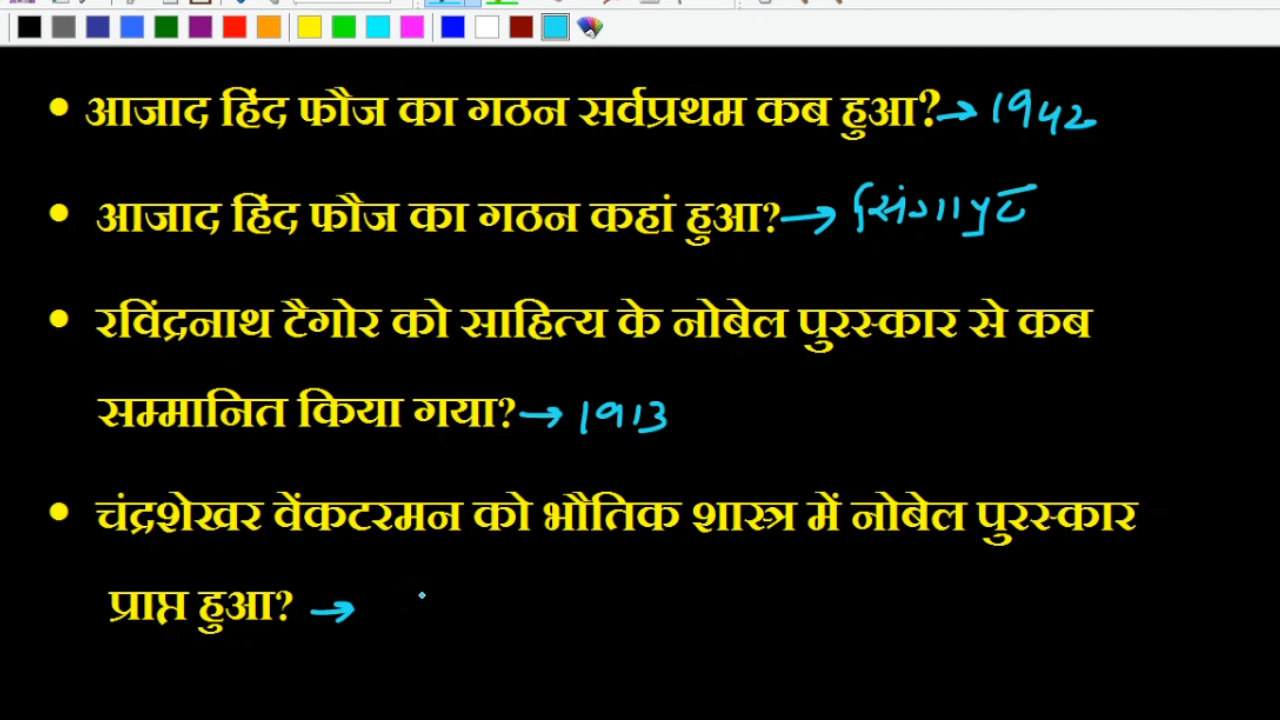 • आजाद हिंद फौज का गठन सर्वप्रथम कब हुआ? → 1942
• आजाद हिंद फौज का गठन कहां हुआ? → सिंगापुर
• रविंद्रनाथ टैगोर को साहित्य के नोबेल पुरस्कार से कब
सम्मानित किया गया? → 1913
• चंद्रशेखर वेंकटरमन को भौतिक शास्त्र में नोबेल पुरस्कार
प्राप्त हुआ? →